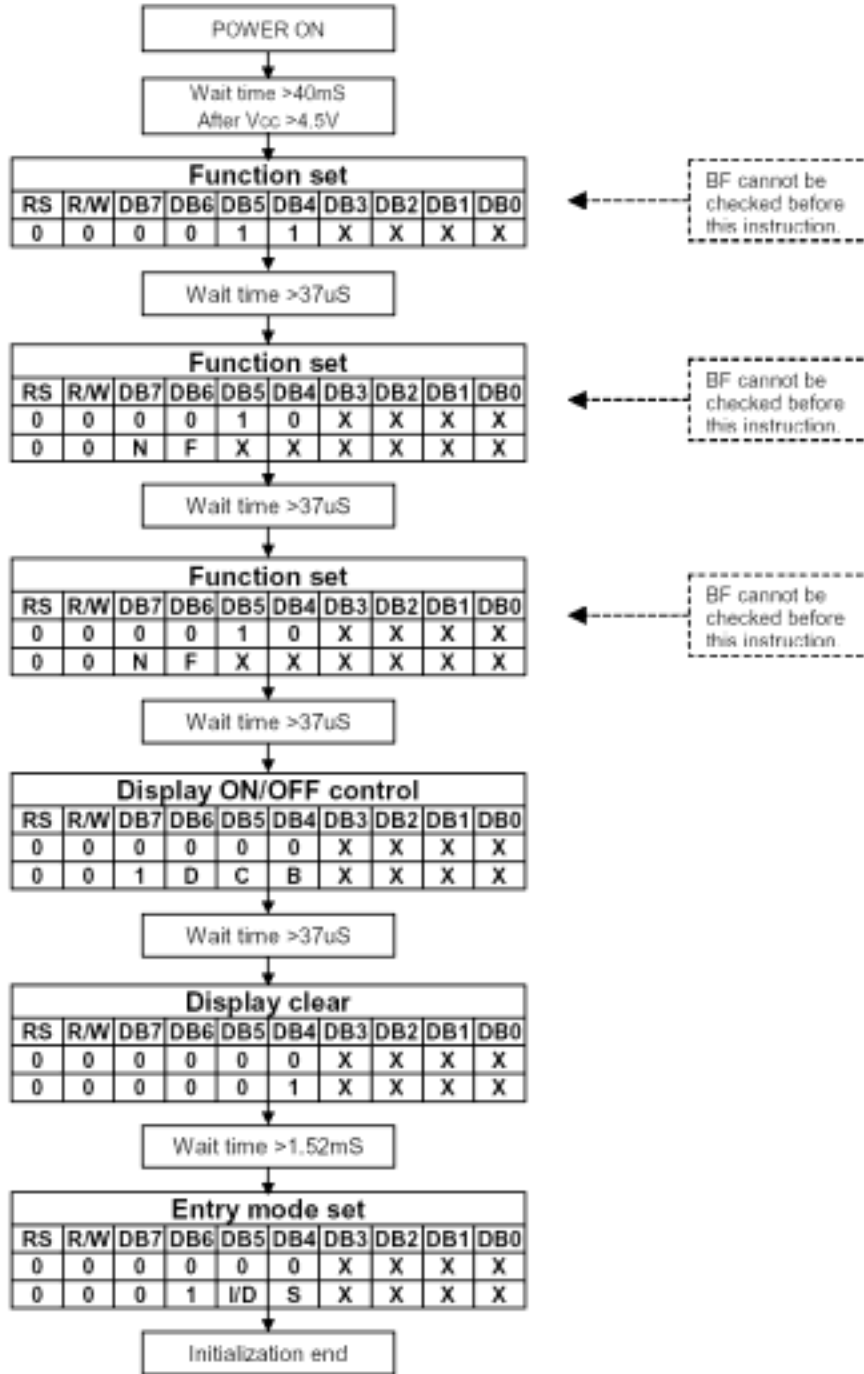 POWER ON
Wait time >40mS
After Vcc >4.5V
Function set
RS R/W DB7 DB6 DB5 DB4 DB3 DB2 DB1 DB0
0 0 0 0 1 1 X X X X
BF cannot be
checked before
this instruction.
Wait time >37uS
Function set
RS R/W DB7 DB6 DB5 DB4 DB3 DB2 DB1 DB0
0 0 0 0 1 0 X X X X
0 0 N F X X X X X X
BF cannot be
checked before
this instruction.
Wait time >37uS
Function set
RS R/W DB7 DB6 DB5 DB4 DB3 DB2 DB1 DB0
0 0 0 0 1 0 X X X X
0 0 N F X X X X X X
BF cannot be
checked before
this instruction.
Wait time >37uS
Display ON/OFF control
RS R/W DB7 DB6 DB5 DB4 DB3 DB2 DB1 DB0
0 0 0 0 0 0 X X X X
0 0 1 D C B X X X X
Wait time >37uS
Display clear
RS R/W DB7 DB6 DB5 DB4 DB3 DB2 DB1 DB0
0 0 0 0 0 0 X X X X
0 0 0 0 0 1 X X X X
Wait time >1.52mS
Entry mode set
RS R/W DB7 DB6 DB5 DB4 DB3 DB2 DB1 DB0
0 0 0 0 0 0 X X X X
0 0 0 1 I/D S X X X X
Initialization end